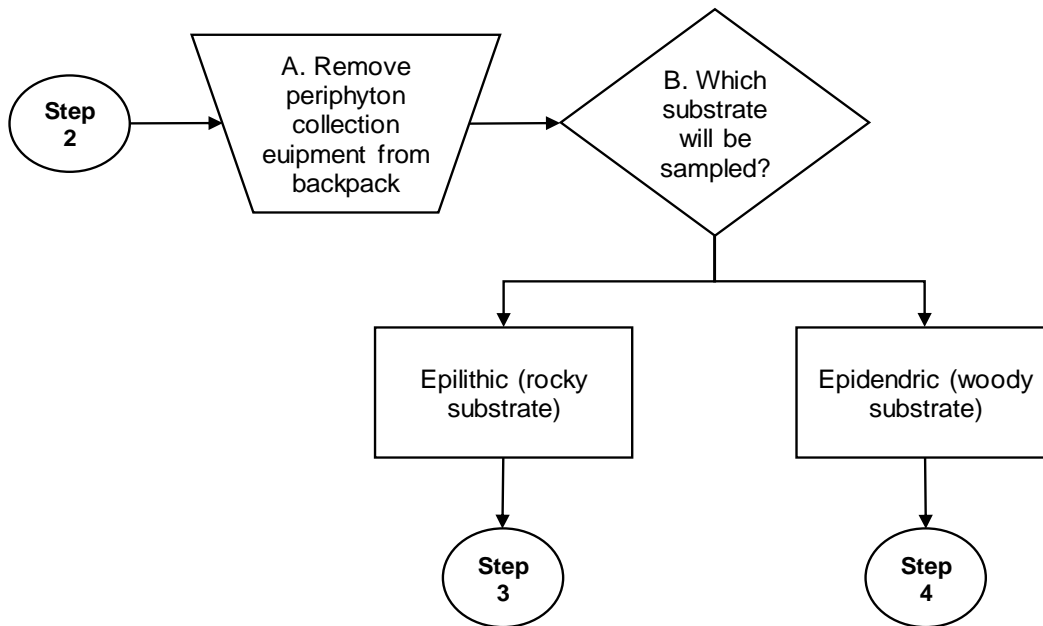 Step
2
A. Remove
periphyton
collection
euipment from
backpack
B. Which
substrate
will be
sampled?
Epilithic (rocky
substrate)
Epidendric (woody
substrate)
Step
3
Step
4